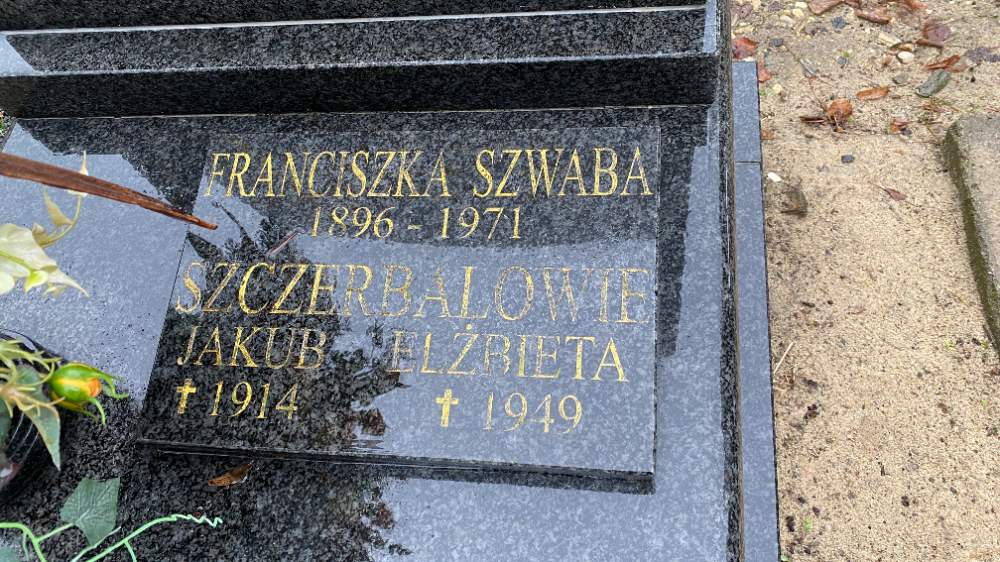 FRANCISZKA SZWABA
1896 - 1971
SZCZERBALOWIE
JAKUB ELŻBIETA
✝ 1914 ✝ 1949